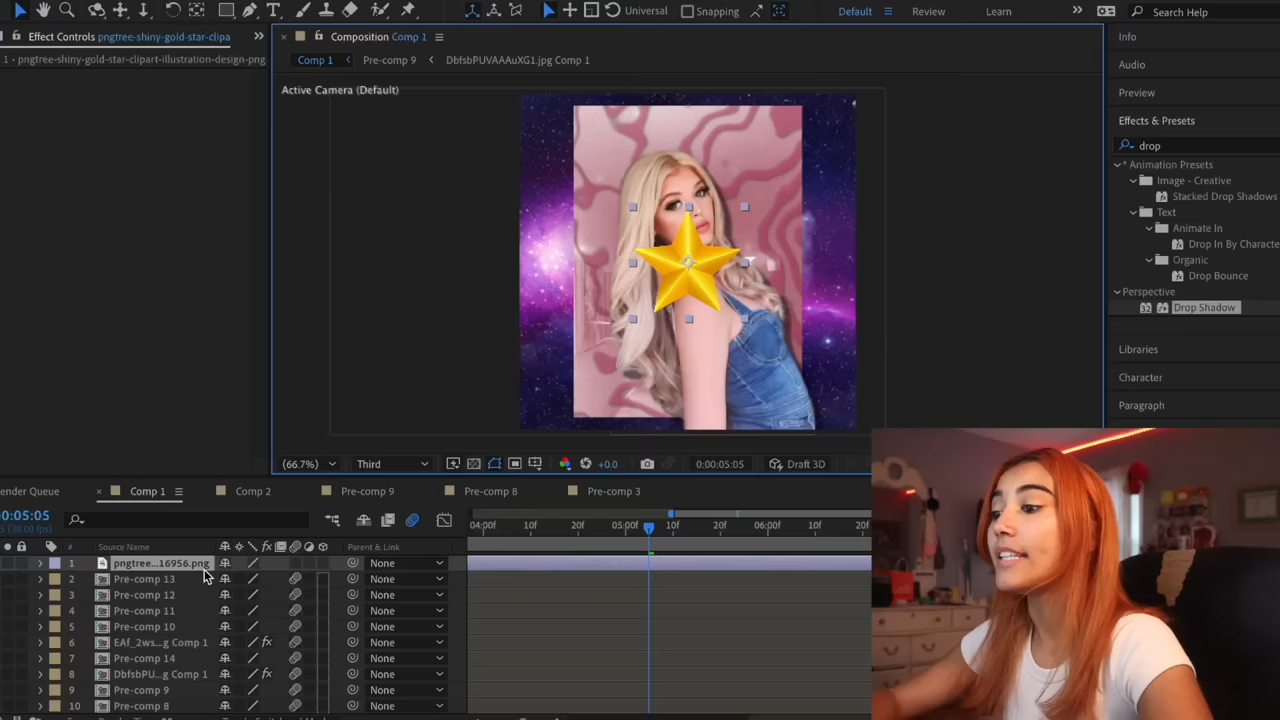 Universal
Snapping
Default
Review
Learn
Search Help
Effect Controls pngtree-shiny-gold-star-clipa
1 • pngtree-shiny-gold-star-clipart-illustration-design-png
Composition Comp 1
Comp 1
Pre-comp 9
DbfsbPUVAAAuXG1.jpg Comp 1
Active Camera (Default)
Info
Audio
Preview
Effects & Presets
drop
* Animation Presets
Image - Creative
Stacked Drop Shadows
Text
Animate In
Drop In By Characte
Organic
Drop Bounce
Perspective
32
Drop Shadow
Libraries
Character
Paragraph
(66.7%)
Third
+0.0
0:00:05:05
Draft 3D
ender Queue
Comp 1
Comp 2
Pre-comp 9
Pre-comp 8
Pre-comp 3
0:00:05:05
(30.00 fps)
04:00f
10f
20f
05:00f
10f
20f
06:00f
10f
20f
#
Source Name
fx
Parent & Link
1 pngtree...16956.png None
2 Pre-comp 13 None
3 Pre-comp 12 None
4 Pre-comp 11 None
5 Pre-comp 10 None
6 EAf_2ws...g Comp 1 fx None
7 Pre-comp 14 None
8 DbfsbPU...g Comp 1 fx None
9 Pre-comp 9 None
10 Pre-comp 8 None